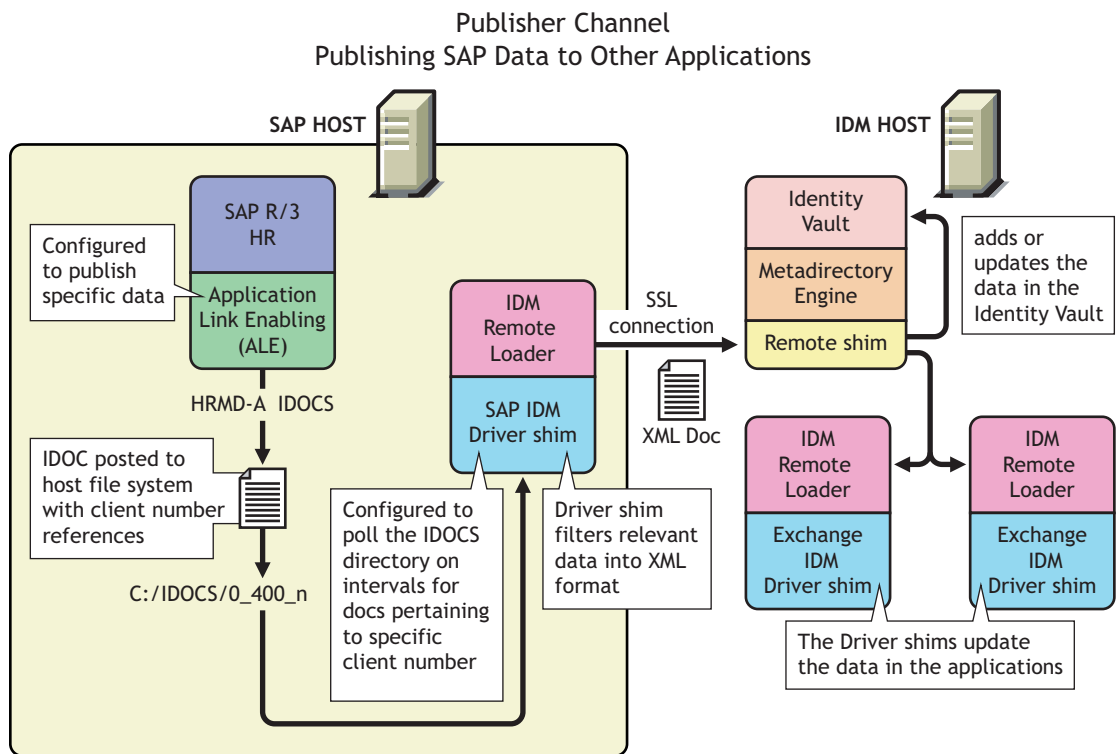 Publisher Channel
Publishing SAP Data to Other Applications
SAP HOST
IDM HOST
SAP R/3
HR
Configured
to publish
specific data
Application
Link Enabling
(ALE)
HRMD-A IDOCS
IDOC posted to
host file system
with client number
references
C:/IDOCS/0_400_n
IDM
Remote
Loader
SAP IDM
Driver shim
Configured to
poll the IDOCS
directory on
intervals for
docs pertaining
to specific
client number
Driver shim
filters relevant
data into XML
format
SSL
connection
XML Doc
Identity
Vault
Metadirectory
Engine
Remote shim
adds or
updates the
data in the
Identity Vault
IDM
Remote
Loader
Exchange
IDM
Driver shim
IDM
Remote
Loader
Exchange
IDM
Driver shim
The Driver shims update
the data in the applications